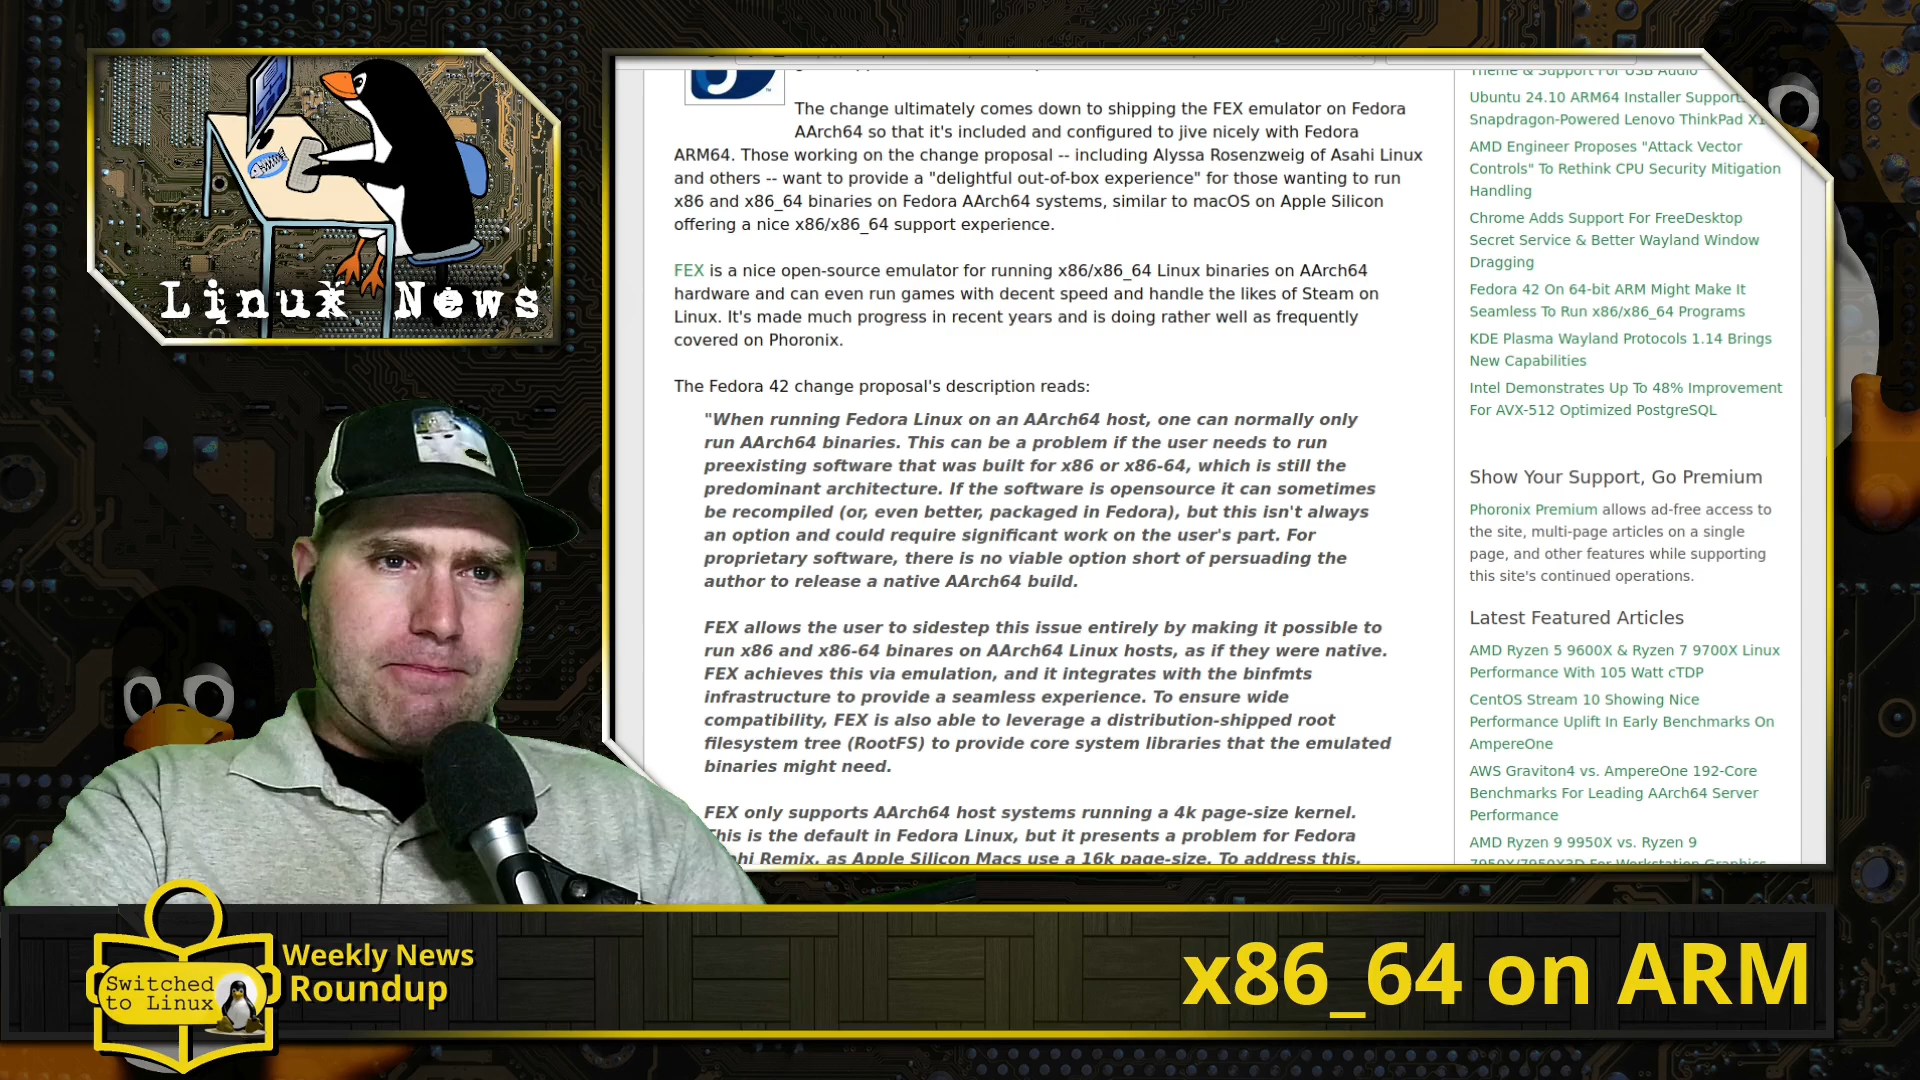 Linux News
The change ultimately comes down to shipping the FEX emulator on Fedora
AArch64 so that it's included and configured to jive nicely with Fedora
ARM64. Those working on the change proposal -- including Alyssa Rosenzweig of Asahi Linux
and others -- want to provide a "delightful out-of-box experience" for those wanting to run
x86 and x86_64 binaries on Fedora AArch64 systems, similar to macOS on Apple Silicon
offering a nice x86/x86_64 support experience.
FEX is a nice open-source emulator for running x86/x86_64 Linux binaries on AArch64
hardware and can even run games with decent speed and handle the likes of Steam on
Linux. It's made much progress in recent years and is doing rather well as frequently
covered on Phoronix.
The Fedora 42 change proposal's description reads:
"When running Fedora Linux on an AArch64 host, one can normally only
run AArch64 binaries. This can be a problem if the user needs to run
preexisting software that was built for x86 or x86-64, which is still the
predominant architecture. If the software is opensource it can sometimes
be recompiled (or, even better, packaged in Fedora), but this isn't always
an option and could require significant work on the user's part. For
proprietary software, there is no viable option short of persuading the
author to release a native AArch64 build.
FEX allows the user to sidestep this issue entirely by making it possible to
run x86 and x86-64 binares on AArch64 Linux hosts, as if they were native.
FEX achieves this via emulation, and it integrates with the binfmts
infrastructure to provide a seamless experience. To ensure wide
compatibility, FEX is also able to leverage a distribution-shipped root
filesystem tree (RootFS) to provide core system libraries that the emulated
binaries might need.
FEX only supports AArch64 host systems running a 4k page-size kernel.
This is the default in Fedora Linux, but it presents a problem for Fedora
Remix, as Apple Silicon Macs use a 16k page-size. To address this,
Theme & Support For USB Audio
Ubuntu 24.10 ARM64 Installer Support
Snapdragon-Powered Lenovo ThinkPad X1
AMD Engineer Proposes "Attack Vector
Controls" To Rethink CPU Security Mitigation
Handling
Chrome Adds Support For FreeDesktop
Secret Service & Better Wayland Window
Dragging
Fedora 42 On 64-bit ARM Might Make It
Seamless To Run x86/x86_64 Programs
KDE Plasma Wayland Protocols 1.14 Brings
New Capabilities
Intel Demonstrates Up To 48% Improvement
For AVX-512 Optimized PostgreSQL
Show Your Support, Go Premium
Phoronix Premium allows ad-free access to
the site, multi-page articles on a single
page, and other features while supporting
this site's continued operations.
Latest Featured Articles
AMD Ryzen 5 9600X & Ryzen 7 9700X Linux
Performance With 105 Watt cTDP
CentOS Stream 10 Showing Nice
Performance Uplift In Early Benchmarks On
AmpereOne
AWS Graviton4 vs. AmpereOne 192-Core
Benchmarks For Leading AArch64 Server
Performance
AMD Ryzen 9 9950X vs. Ryzen 9
7950X/7950X3D For Workstation Graphics
Switched
to Linux
Weekly News
Roundup
x86_64 on ARM